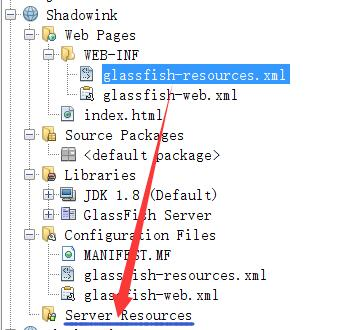 Shadowink
Web Pages
WEB-INF
glassfish-resources.xml
glassfish-web.xml
index.html
Source Packages
<default package>
Libraries
JDK 1.8 (Default)
GlassFish Server
Configuration Files
MANIFEST.MF
glassfish-resources.xml
glassfish-web.xml
Server Resources